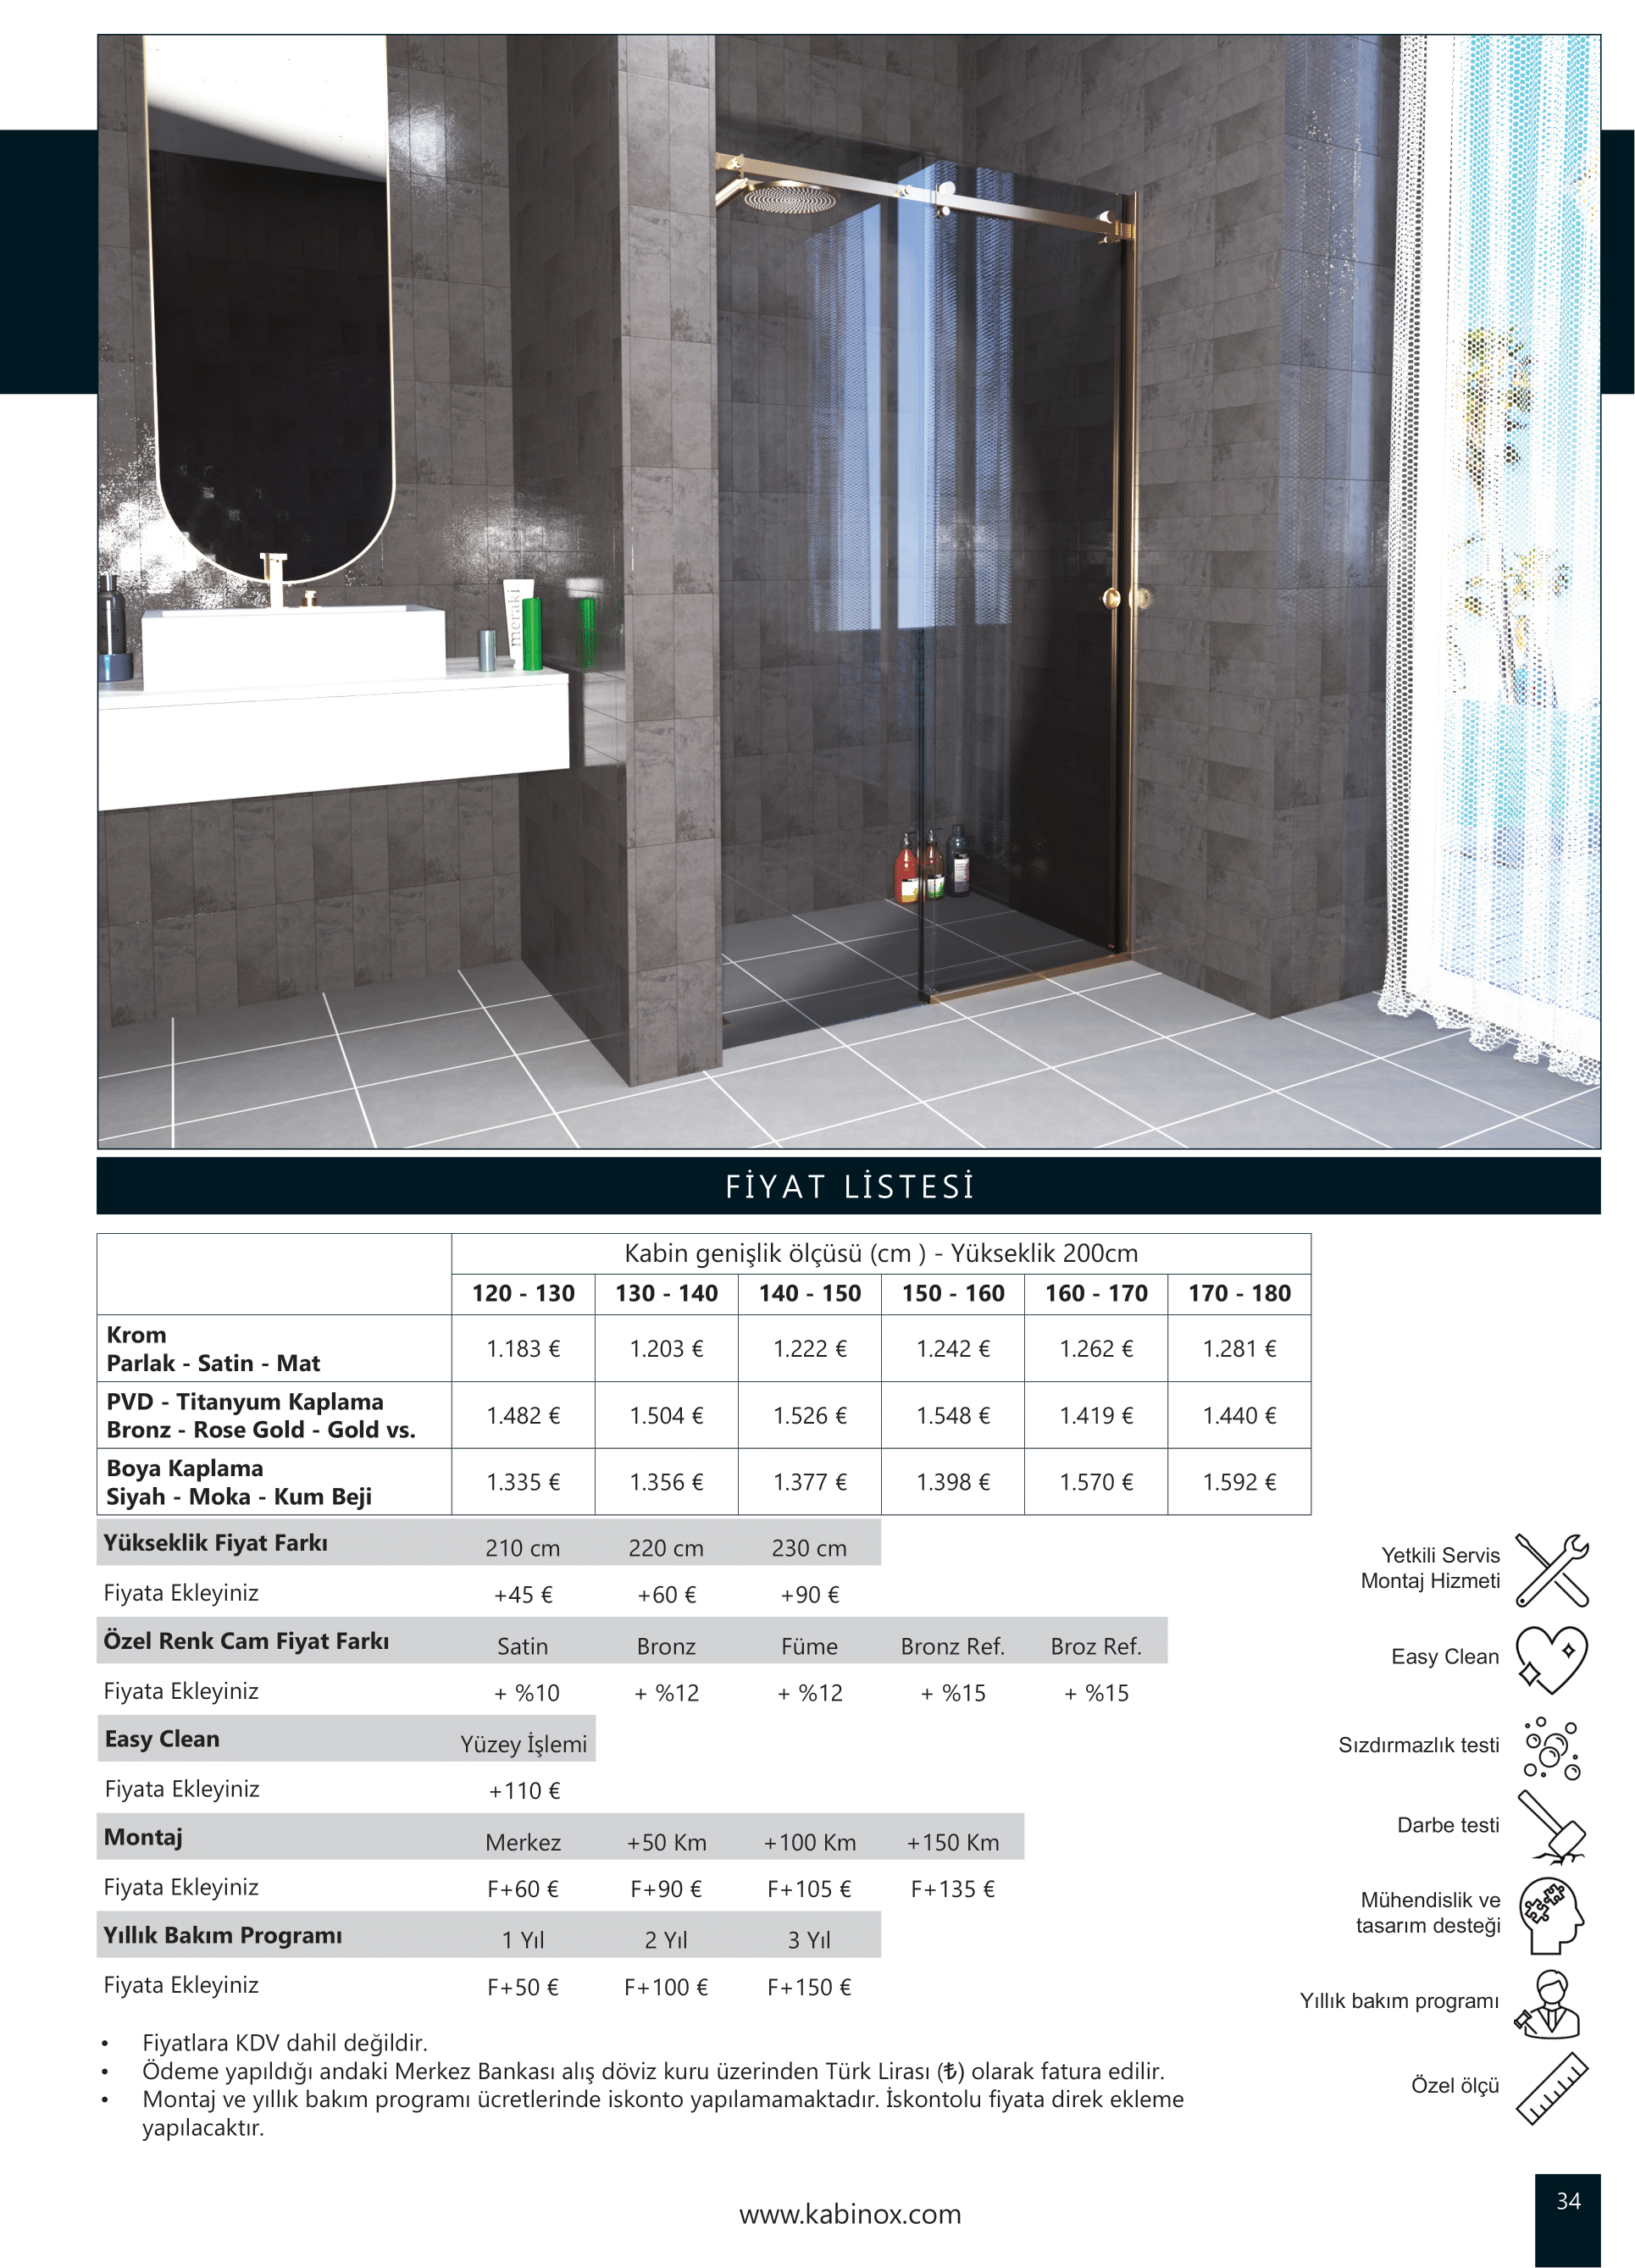 meraki
FİYAT LİSTESİ
Kabin genişlik ölçüsü (cm ) - Yükseklik 200cm
120 - 130 130 - 140 140 - 150 150 - 160 160 - 170 170 - 180
Krom
Parlak - Satin - Mat
1.183 € 1.203 € 1.222 € 1.242 € 1.262 € 1.281 €
PVD - Titanyum Kaplama
Bronz - Rose Gold - Gold vs.
1.482 € 1.504 € 1.526 € 1.548 € 1.419 € 1.440 €
Boya Kaplama
Siyah - Moka - Kum Beji
1.335 € 1.356 € 1.377 € 1.398 € 1.570 € 1.592 €
Yükseklik Fiyat Farkı 210 cm 220 cm 230 cm
Fiyata Ekleyiniz +45 € +60 € +90 €
Özel Renk Cam Fiyat Farkı Satin Bronz Füme Bronz Ref. Broz Ref.
Fiyata Ekleyiniz + %10 + %12 + %12 + %15 + %15
Easy Clean Yüzey İşlemi
Fiyata Ekleyiniz +110 €
Montaj Merkez +50 Km +100 Km +150 Km
Fiyata Ekleyiniz F+60 € F+90 € F+105 € F+135 €
Yıllık Bakım Programı 1 Yıl 2 Yıl 3 Yıl
Fiyata Ekleyiniz F+50 € F+100 € F+150 €
Yetkili Servis
Montaj Hizmeti
Easy Clean
Sızdırmazlık testi
Darbe testi
Mühendislik ve
tasarım desteği
Yıllık bakım programı
Özel ölçü
• Fiyatlara KDV dahil değildir.
• Ödeme yapıldığı andaki Merkez Bankası alış döviz kuru üzerinden Türk Lirası (₺) olarak fatura edilir.
• Montaj ve yıllık bakım programı ücretlerinde iskonto yapılamamaktadır. İskontolu fiyata direk ekleme
yapılacaktır.
www.kabinox.com
34